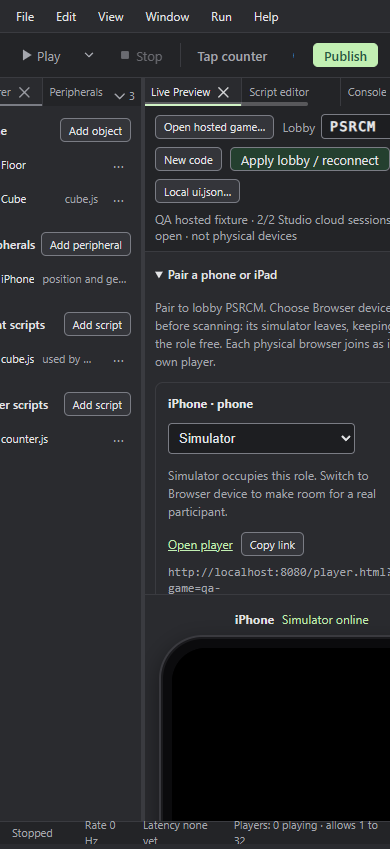 File Edit View Window Run Help
Play Stop Tap counter Publish
Peripherals 3 Live Preview Script editor Console
Add object
Open hosted game... Lobby PSRCM
Floor ...
New code Apply lobby / reconnect
Cube cube.js ...
Local ui.json...
QA hosted fixture · 2/2 Studio cloud sessions
open · not physical devices
Add peripheral
iPhone position and ge...
Pair a phone or iPad
Pair to lobby PSRCM. Choose Browser device
before scanning: its simulator leaves, keeping
the role free. Each physical browser joins as i
own player.
scripts Add script
cube.js used by ... ...
scripts Add script
counter.js ...
iPhone · phone
Simulator
Simulator occupies this role. Switch to
Browser device to make room for a real
participant.
Open player Copy link
http://localhost:8080/player.html?
game=qa-
iPhone Simulator online
Stopped Rate 0 Hz Latency none yet Players: 0 playing · allows 1 to 32